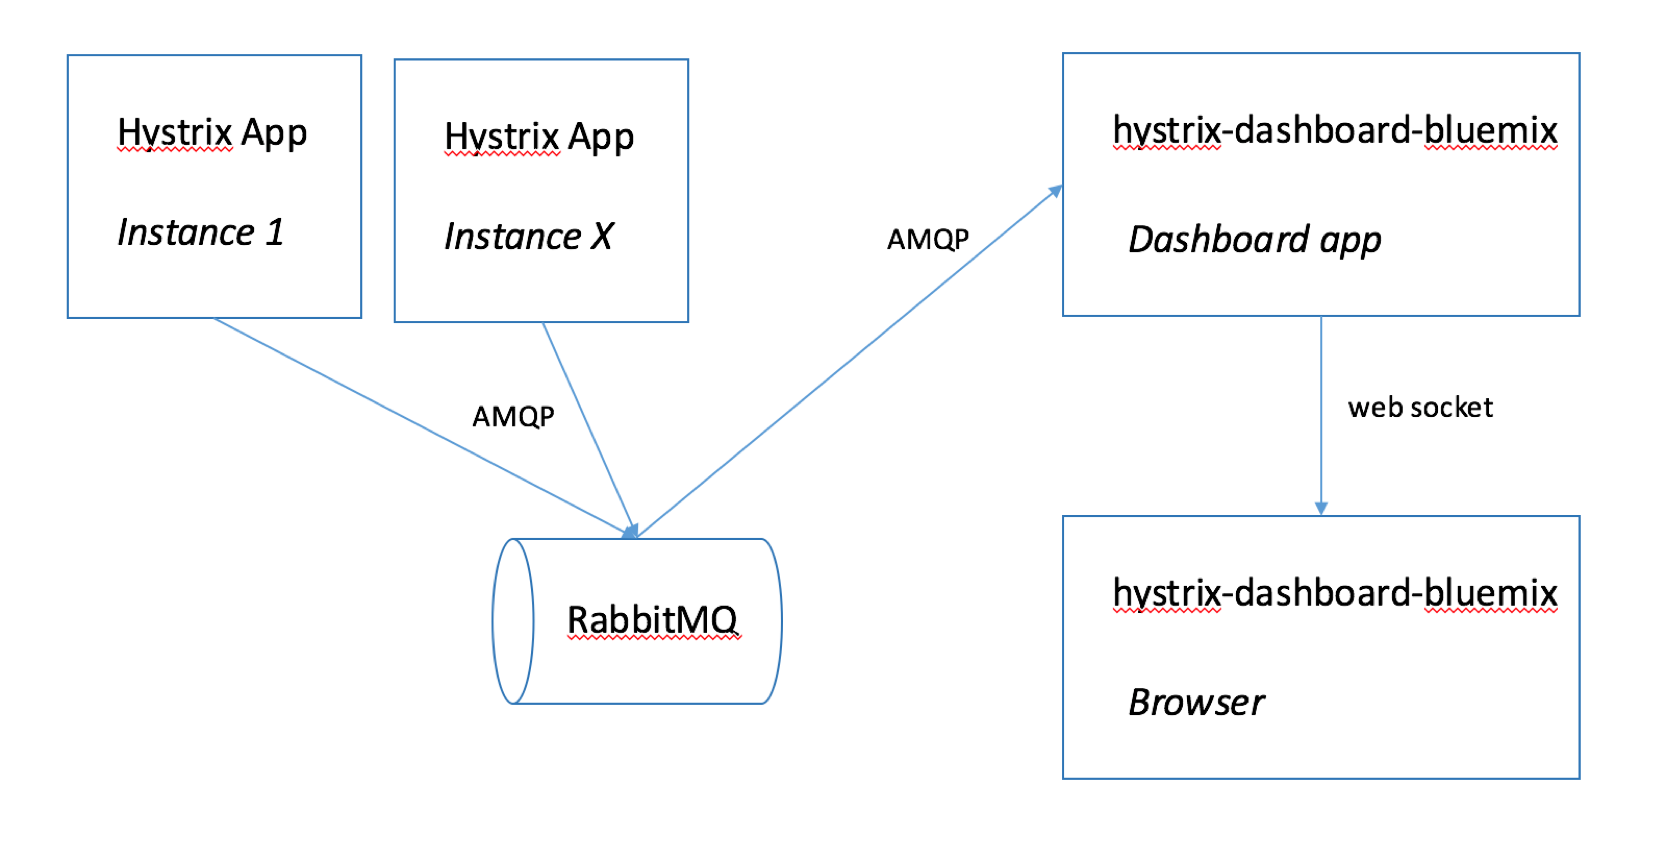 Hystrix App
Instance 1
Hystrix App
Instance X
AMQP
RabbitMQ
AMQP
hystrix-dashboard-bluemix
Dashboard app
web socket
hystrix-dashboard-bluemix
Browser